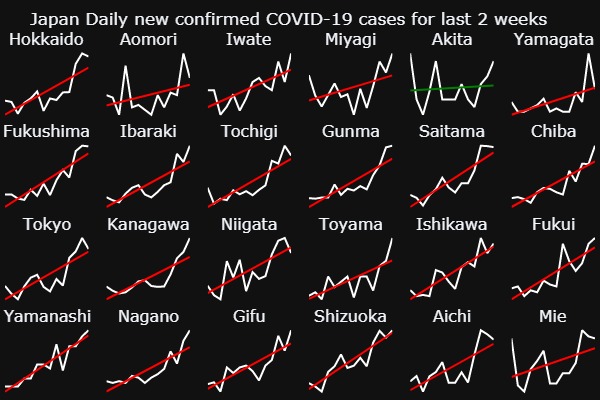 Japan Daily new confirmed COVID-19 cases for last 2 weeks
Hokkaido Aomori Iwate Miyagi Akita Yamagata
Fukushima Ibaraki Tochigi Gunma Saitama Chiba
Tokyo Kanagawa Niigata Toyama Ishikawa Fukui
Yamanashi Nagano Gifu Shizuoka Aichi Mie